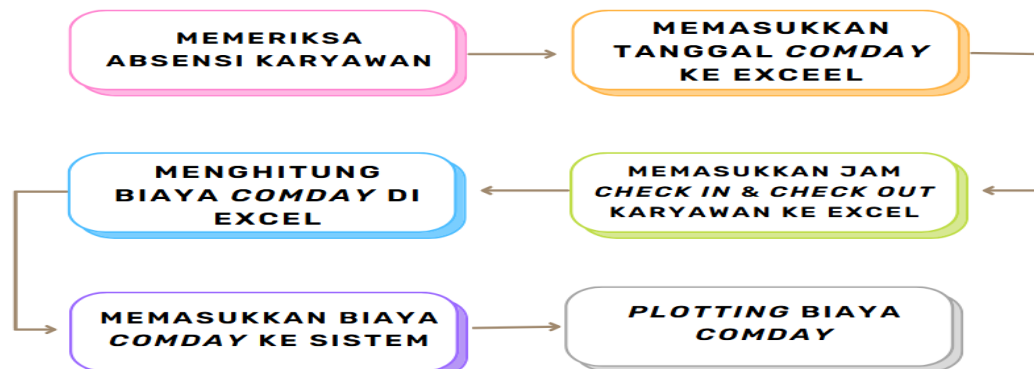 MEMERIKSA
ABSENSI KARYAWAN
MEMASUKKAN
TANGGAL COMDAY
KE EXCEEL
MEMASUKKAN JAM
CHECK IN & CHECK OUT
KARYAWAN KE EXCEL
MENGHITUNG
BIAYA COMDAY DI
EXCEL
MEMASUKKAN BIAYA
COMDAY KE SISTEM
PLOTTING BIAYA
COMDAY